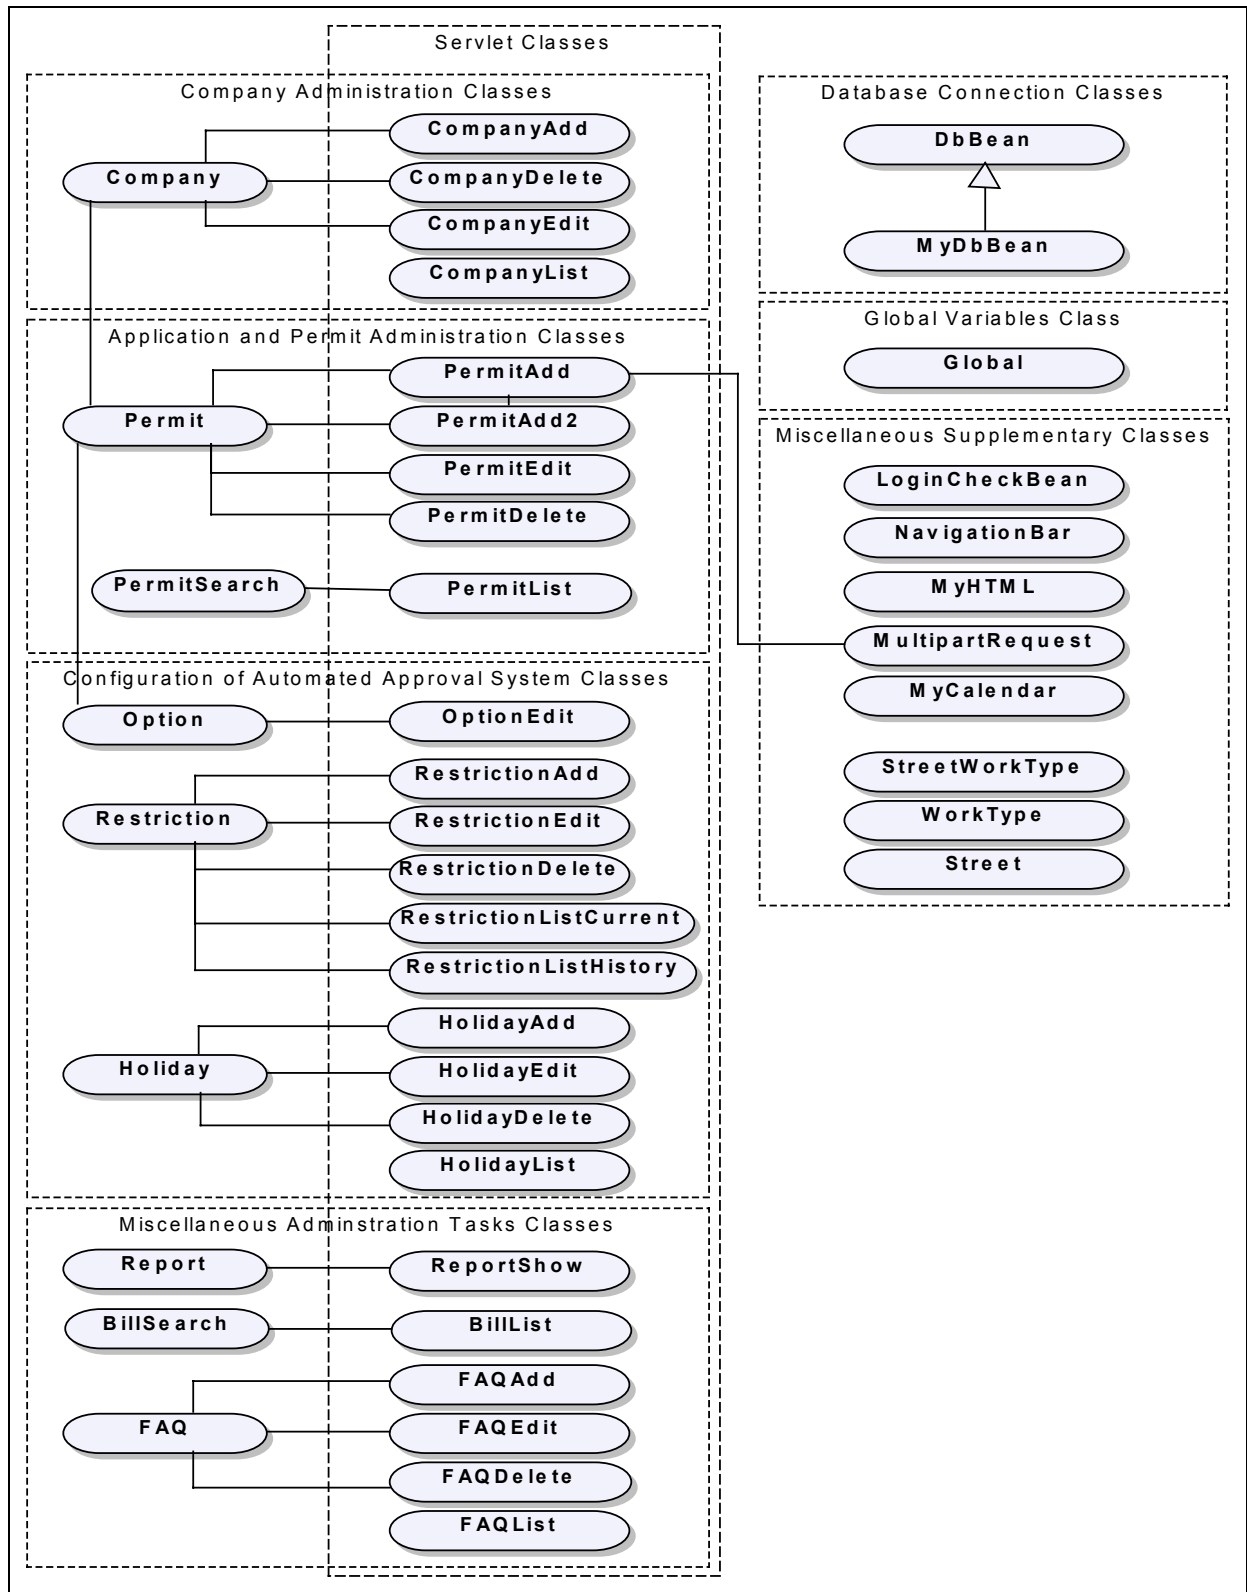 Servlet Classes
Company Administration Classes
CompanyAdd
Company
CompanyDelete
CompanyEdit
CompanyList
Application and Permit Administration Classes
PermitAdd
Permit
PermitAdd2
PermitEdit
PermitDelete
PermitSearch
PermitList
Configuration of Automated Approval System Classes
Option
OptionEdit
RestrictionAdd
Restriction
RestrictionEdit
RestrictionDelete
RestrictionListCurrent
RestrictionListHistory
HolidayAdd
Holiday
HolidayEdit
HolidayDelete
HolidayList
Miscellaneous Adminstration Tasks Classes
Report
ReportShow
BillSearch
BillList
FAQAdd
FAQ
FAQEdit
FAQDelete
FAQList
Database Connection Classes
DbBean
MyDbBean
Global Variables Class
Global
Miscellaneous Supplementary Classes
LoginCheckBean
NavigationBar
MyHTML
MultipartRequest
MyCalendar
StreetWorkType
WorkType
Street